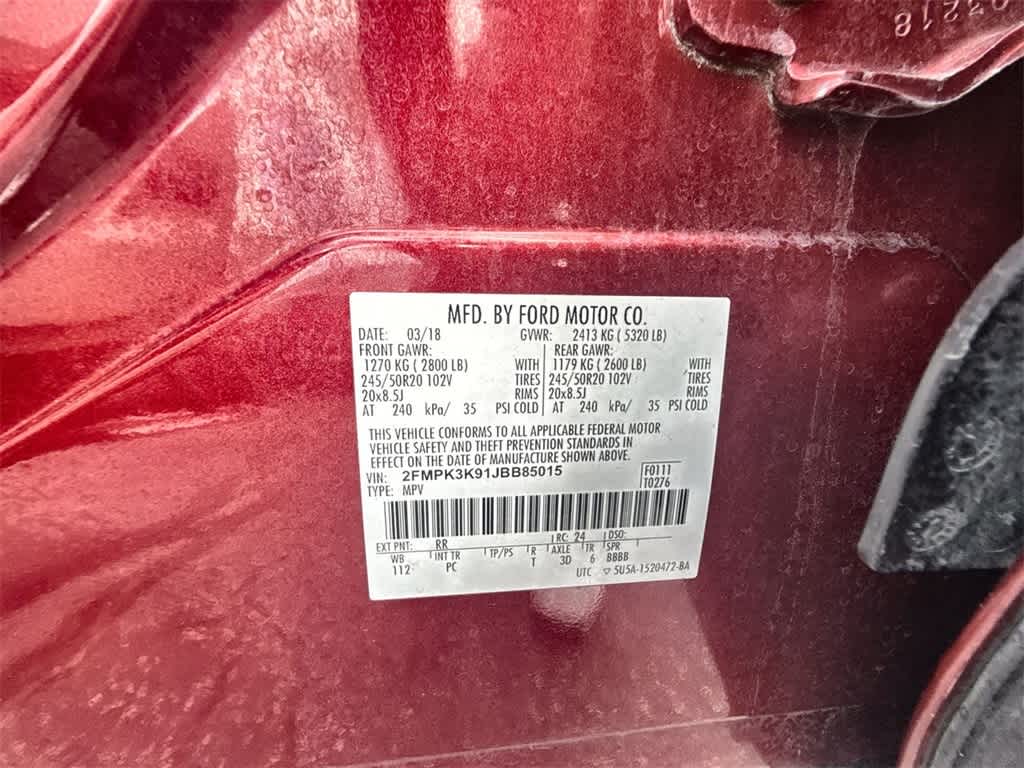 03218
MFD. BY FORD MOTOR CO.
DATE: 03/18 GVWR: 2413 KG ( 5320 LB)
FRONT GAWR: REAR GAWR:
1270 KG ( 2800 LB) WITH 1179 KG ( 2600 LB) WITH
245/50R20 102V TIRES 245/50R20 102V TIRES
20x8.5J RIMS 20x8.5J RIMS
AT 240 kPa/ 35 PSI COLD AT 240 kPa/ 35 PSI COLD
THIS VEHICLE CONFORMS TO ALL APPLICABLE FEDERAL MOTOR
VEHICLE SAFETY AND THEFT PREVENTION STANDARDS IN
EFFECT ON THE DATE OF MANUFACTURE SHOWN ABOVE.
VIN: 2FMPK3K91JBB85015 F0111
TYPE: MPV T0276
EXT PNT: RR RC: 24 DSO:
WB INT TR TP/PS R AXLE TR SPR
112 PC T 3D 6 BBBB
UTC ▽ 5U5A-1520472-BA